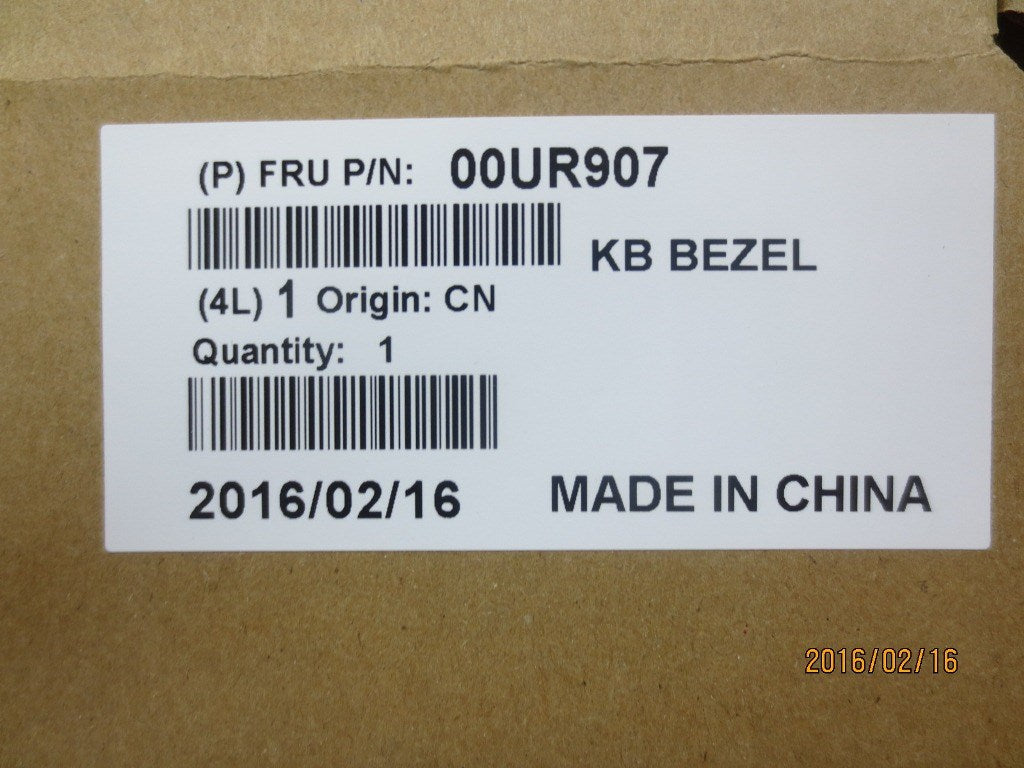 (P) FRU P/N: 00UR907
KB BEZEL
(4L) 1 Origin: CN
Quantity: 1
2016/02/16 MADE IN CHINA
2016/02/16